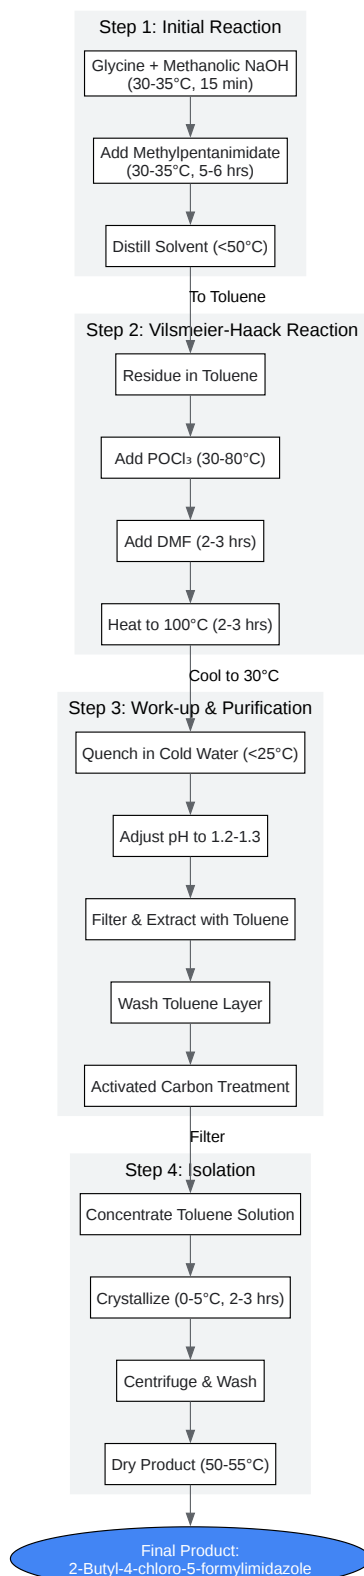 Step 1: Initial Reaction
Glycine + Methanolic NaOH
(30-35°C, 15 min)
Add Methylpentanimidate
(30-35°C, 5-6 hrs)
Distill Solvent (<50°C)
To Toluene
Step 2: Vilsmeier-Haack Reaction
Residue in Toluene
Add POCl₃ (30-80°C)
Add DMF (2-3 hrs)
Heat to 100°C (2-3 hrs)
Cool to 30°C
Step 3: Work-up & Purification
Quench in Cold Water (<25°C)
Adjust pH to 1.2-1.3
Filter & Extract with Toluene
Wash Toluene Layer
Activated Carbon Treatment
Filter
Step 4: Isolation
Concentrate Toluene Solution
Crystallize (0-5°C, 2-3 hrs)
Centrifuge & Wash
Dry Product (50-55°C)
Final Product:
2-Butyl-4-chloro-5-formylimidazole